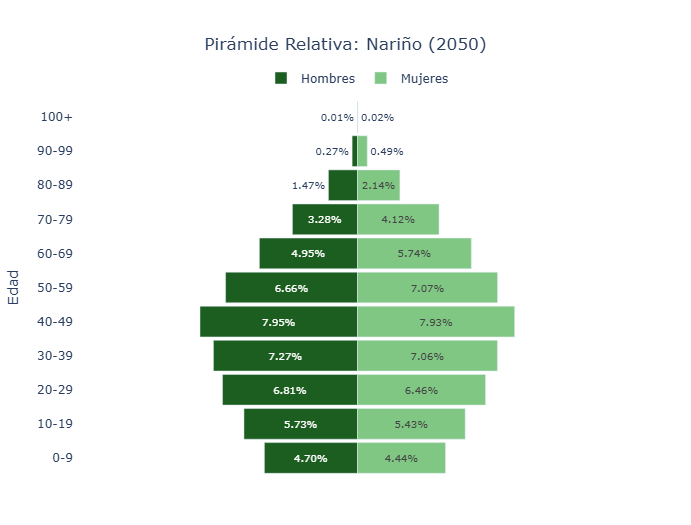 Pirámide Relativa: Nariño (2050)
Hombres Mujeres
100+ 0.01% 0.02%
90-99 0.27% 0.49%
80-89 1.47% 2.14%
70-79 3.28% 4.12%
60-69 4.95% 5.74%
50-59 6.66% 7.07%
40-49 7.95% 7.93%
30-39 7.27% 7.06%
20-29 6.81% 6.46%
10-19 5.73% 5.43%
0-9 4.70% 4.44%
Edad